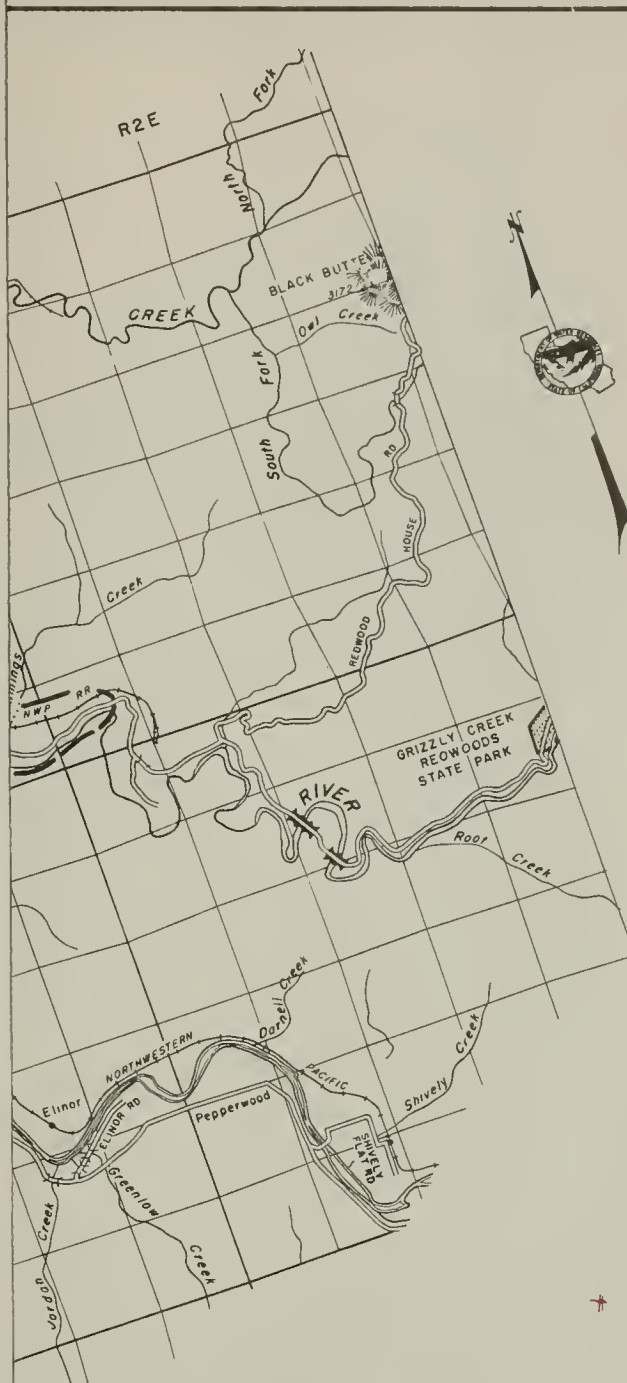 R2E
North Fork
CREEK
BLACK BUTTE
3172
Owl Creek
South Fork
N
Creek
REDWOOD HOUSE RD
NWP RR
GRIZZLY CREEK
REDWOODS
STATE PARK
RIVER
Root Creek
Darnell Creek
NORTHWESTERN PACIFIC
Elinor
ELINOR RD
Pepperwood
Shively Creek
SHIVELY
FLAT RD
Greenlow Creek
Jordan Creek